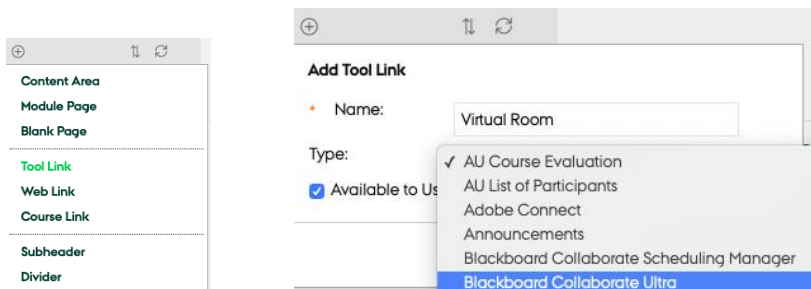 Content Area
Module Page
Blank Page
Tool Link
Web Link
Course Link
Subheader
Divider
Add Tool Link
* Name: Virtual Room
Type:
✓ AU Course Evaluation
Available to Us
AU List of Participants
Adobe Connect
Announcements
Blackboard Collaborate Scheduling Manager
Blackboard Collaborate Ultra